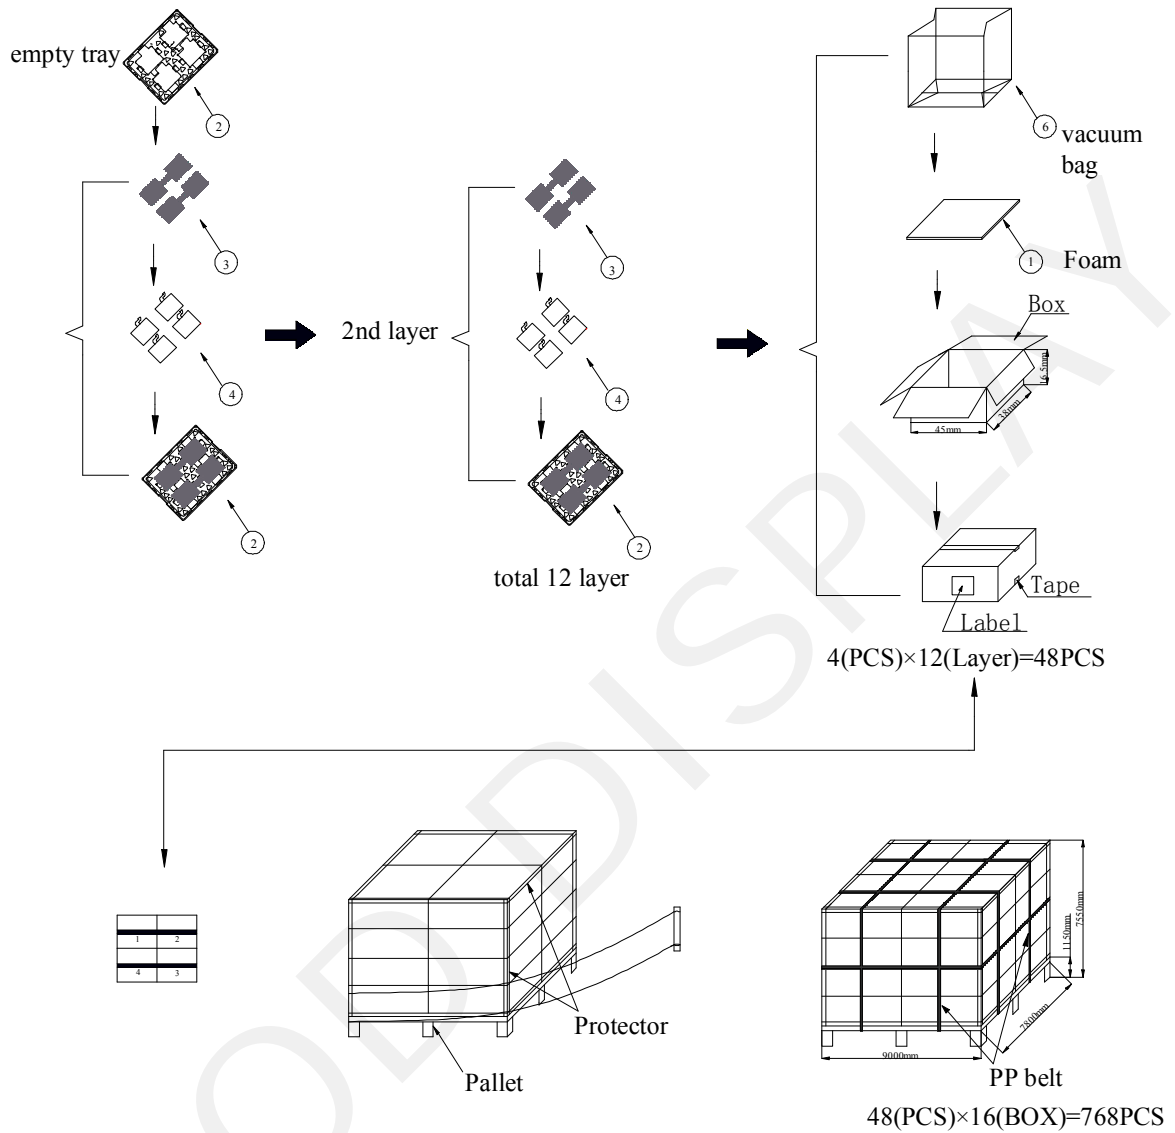 empty tray
2
3
4
2
2nd layer
3
4
2
total 12 layer
6
vacuum
bag
1
Foam
Box
16.5mm
38mm
45mm
Tape
Label
4(PCS)×12(Layer)=48PCS
1 2
4 3
Protector
Pallet
7550mm
1150mm
7800mm
9000mm
PP belt
48(PCS)×16(BOX)=768PCS
OD DISPLAY